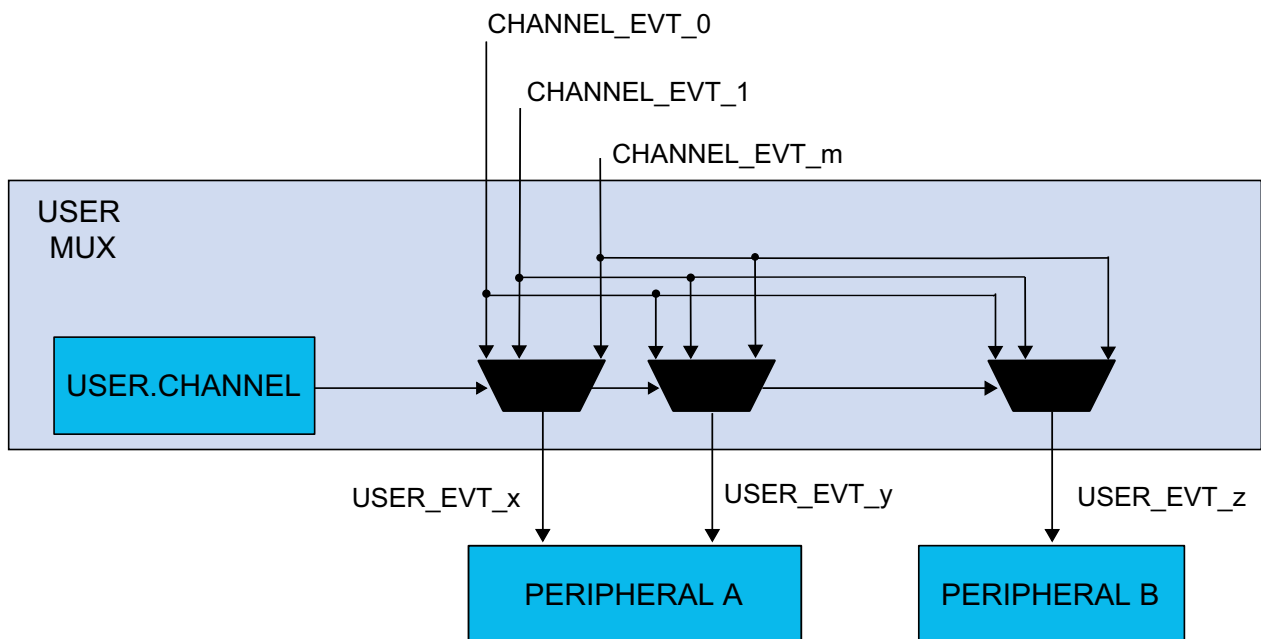 CHANNEL_EVT_0
CHANNEL_EVT_1
CHANNEL_EVT_m
USER
MUX
USER.CHANNEL
USER_EVT_x
USER_EVT_y
USER_EVT_z
PERIPHERAL A
PERIPHERAL B